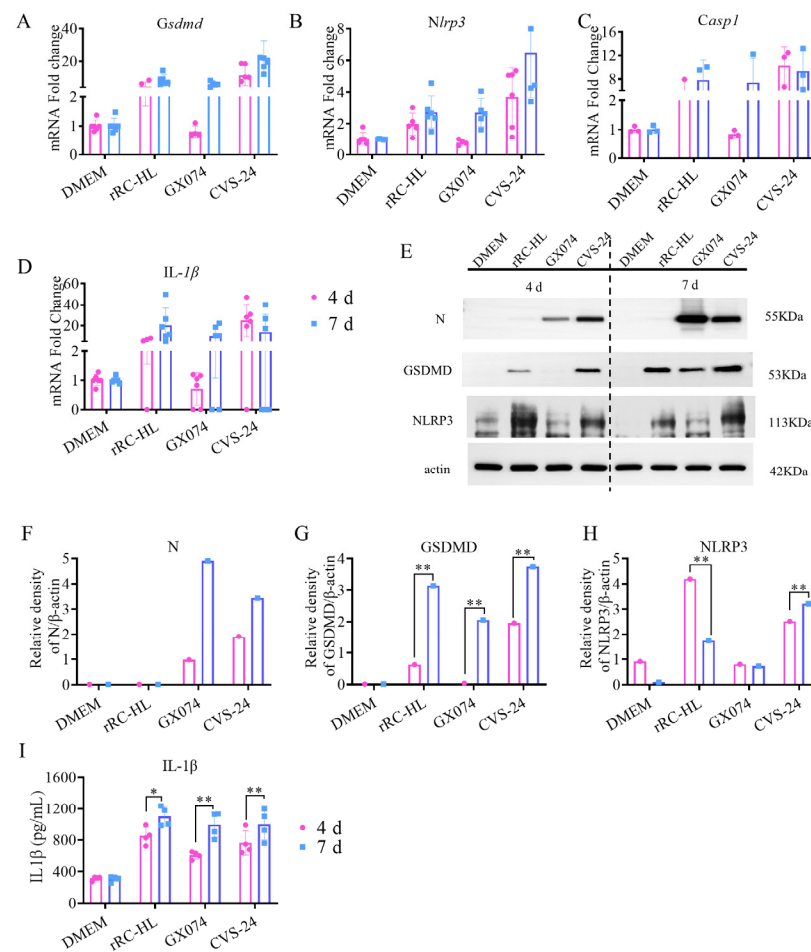 A
Gsdmd
mRNA Fold change
40
20
2
1
0
DMEM
rRC-HL
GX074
CVS-24
B
Nlrp3
mRNA Fold change
8
6
4
2
0
DMEM
rRC-HL
GX074
CVS-24
C
Casp1
mRNA Fold Change
16
12
8
4
2
1
0
DMEM
rRC-HL
GX074
CVS-24
D
IL-1β
mRNA Fold Change
60
40
20
2
1
0
DMEM
rRC-HL
GX074
CVS-24
4 d
7 d
E
DMEM
rRC-HL
GX074
CVS-24
DMEM
rRC-HL
GX074
CVS-24
4 d
7 d
N
55KDa
GSDMD
53KDa
NLRP3
113KDa
actin
42KDa
F
N
Relative density
of N/β-actin
5
4
3
2
1
0
DMEM
rRC-HL
GX074
CVS-24
G
GSDMD
Relative density
of GSDMD/β-actin
4
3
2
1
0
**
**
**
DMEM
rRC-HL
GX074
CVS-24
H
NLRP3
Relative density
of NLRP3/β-actin
5
4
3
2
1
0
**
**
DMEM
rRC-HL
GX074
CVS-24
I
IL-1β
IL1β (pg/mL)
1600
1200
800
400
0
*
**
**
DMEM
rRC-HL
GX074
CVS-24
4 d
7 d